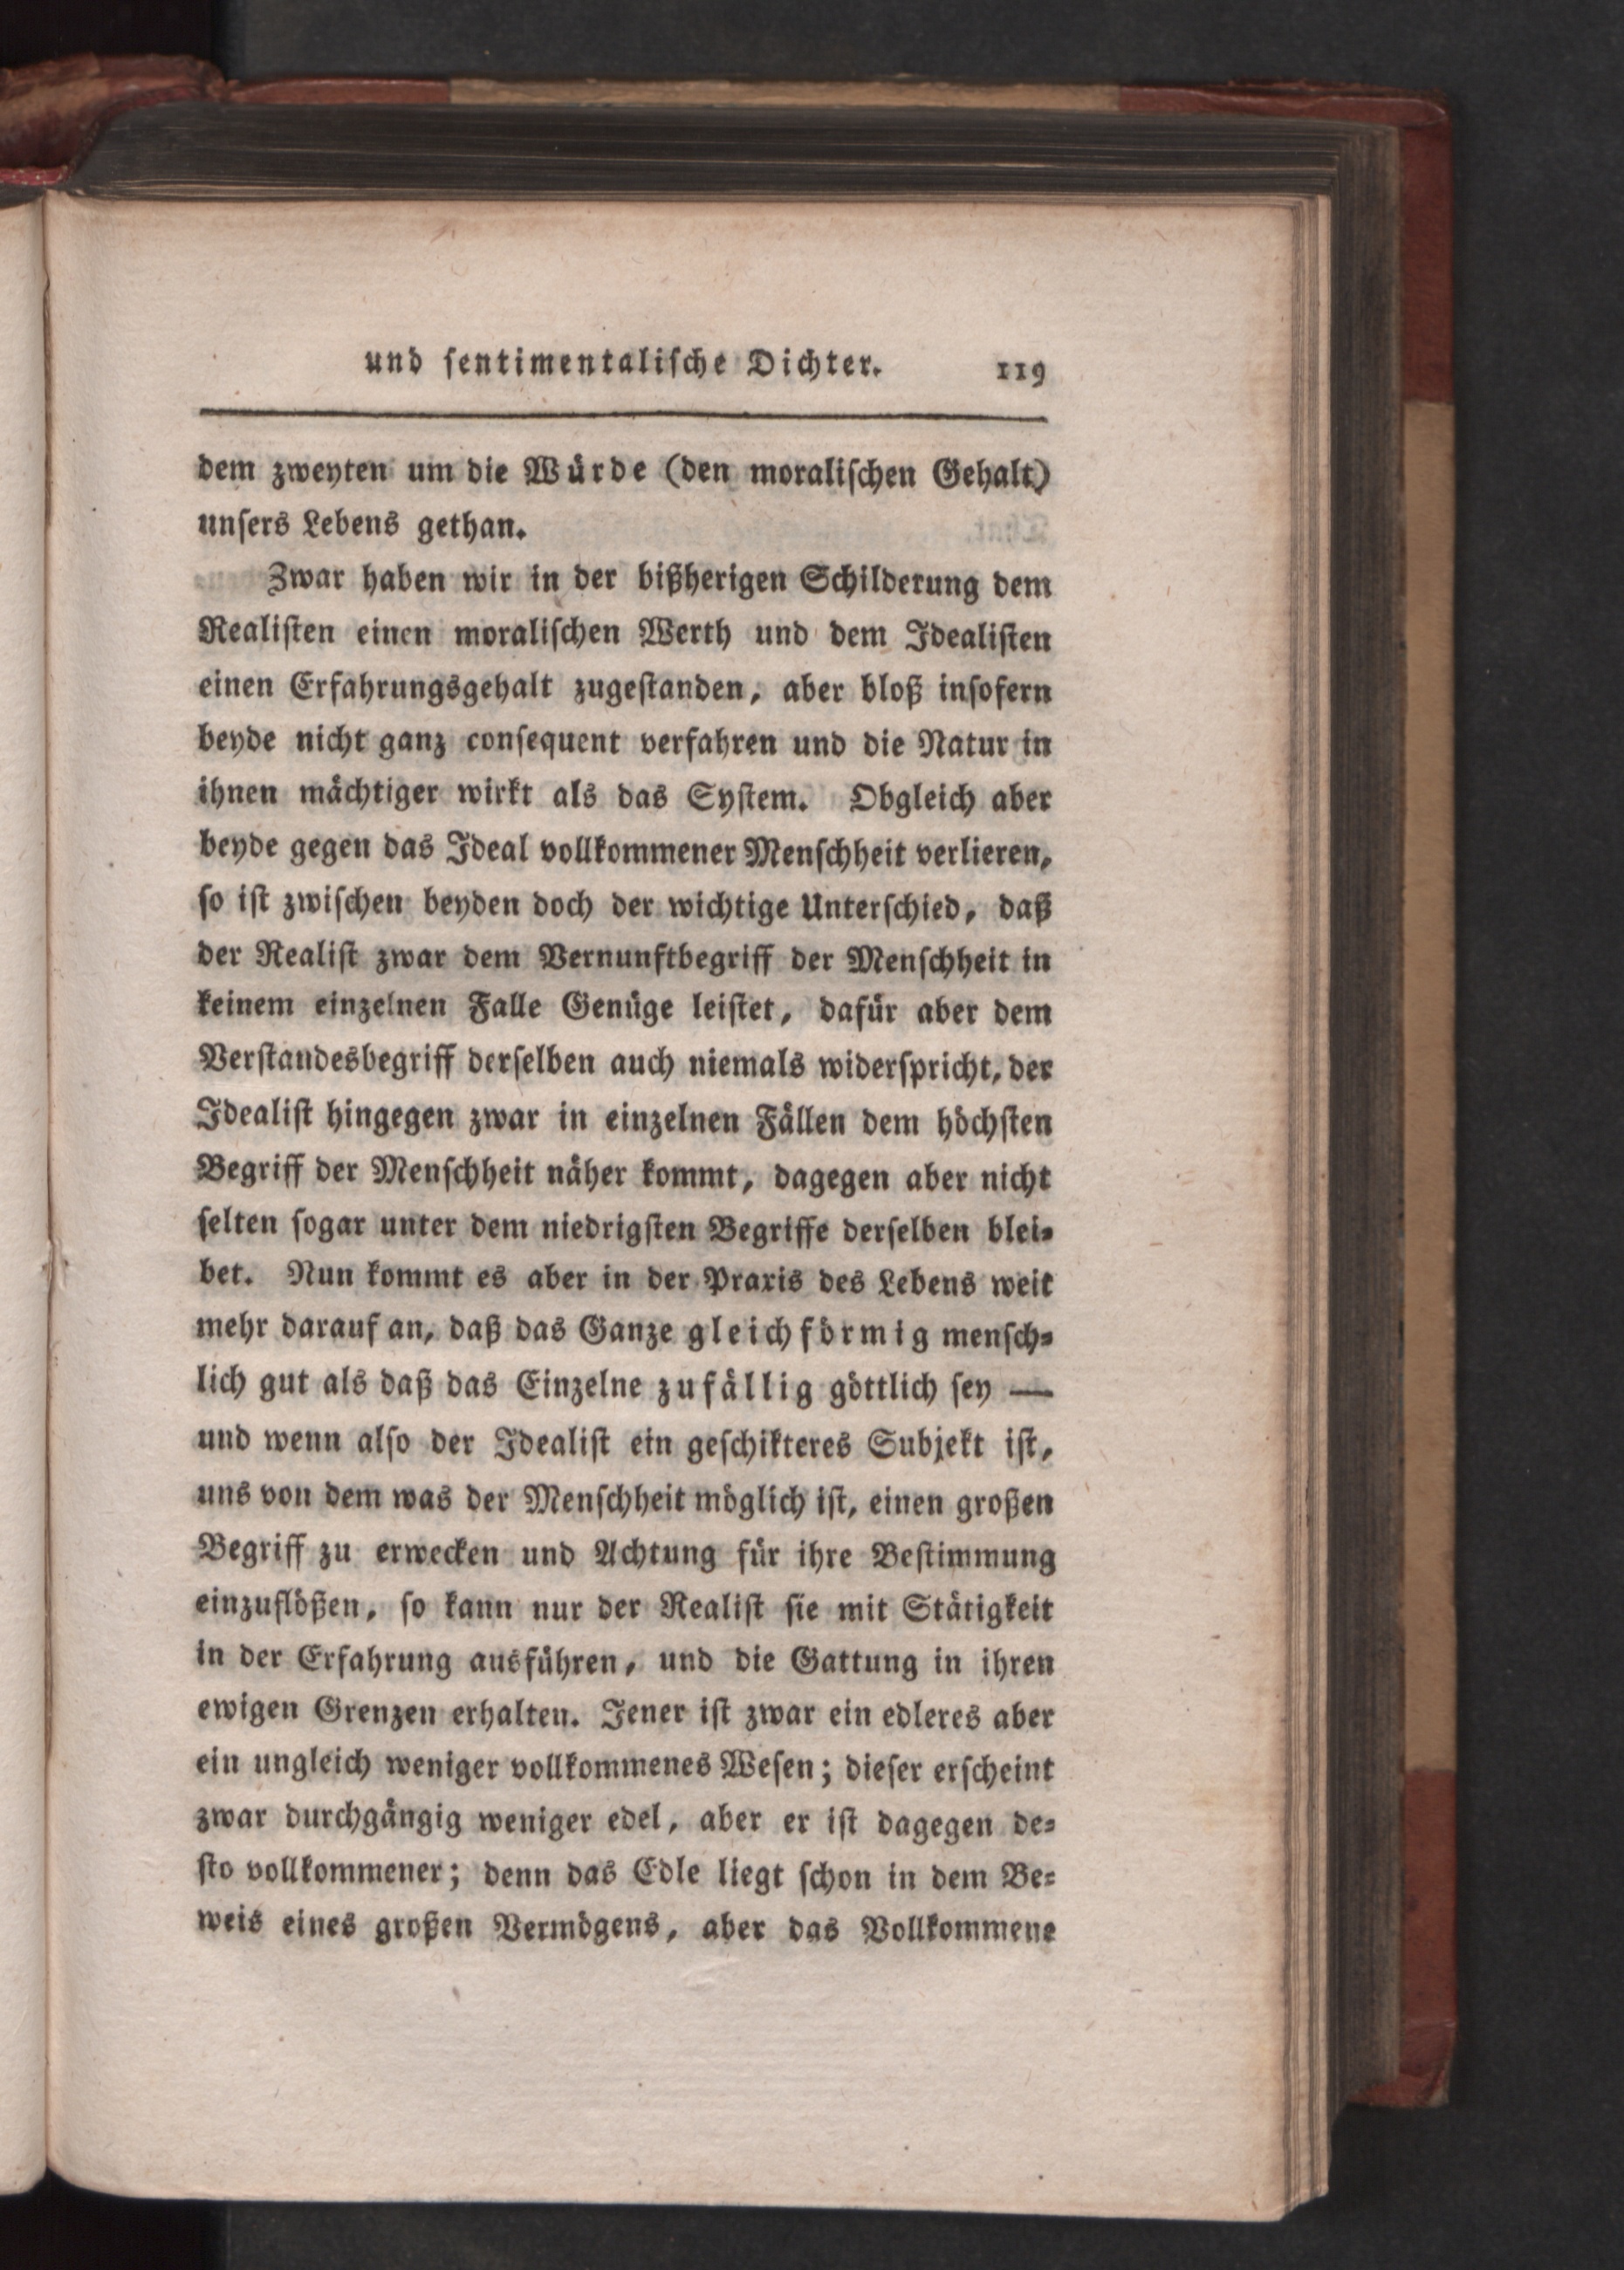 und sentimentalische Dichter. 119
dem zweyten um die Würde (den moralischen Gehalt)
unsers Lebens gethan.
Zwar haben wir in der bißherigen Schilderung dem
Realisten einen moralischen Werth und dem Idealisten
einen Erfahrungsgehalt zugestanden, aber bloß insofern
beyde nicht ganz consequent verfahren und die Natur in
ihnen mächtiger wirkt als das System. Obgleich aber
beyde gegen das Ideal vollkommener Menschheit verlieren,
so ist zwischen beyden doch der wichtige Unterschied, daß
der Realist zwar dem Vernunftbegriff der Menschheit in
keinem einzelnen Falle Genüge leistet, dafür aber dem
Verstandesbegriff derselben auch niemals widerspricht, der
Idealist hingegen zwar in einzelnen Fällen dem höchsten
Begriff der Menschheit näher kommt, dagegen aber nicht
selten sogar unter dem niedrigsten Begriffe derselben blei-
bet. Nun kommt es aber in der Praxis des Lebens weit
mehr darauf an, daß das Ganze gleichförmig mensch-
lich gut als daß das Einzelne zufällig göttlich sey —
und wenn also der Idealist ein geschikteres Subjekt ist,
uns von dem was der Menschheit möglich ist, einen großen
Begriff zu erwecken und Achtung für ihre Bestimmung
einzuflößen, so kann nur der Realist sie mit Stätigkeit
in der Erfahrung ausführen, und die Gattung in ihren
ewigen Grenzen erhalten. Jener ist zwar ein edleres aber
ein ungleich weniger vollkommenes Wesen; dieser erscheint
zwar durchgängig weniger edel, aber er ist dagegen de-
sto vollkommener; denn das Edle liegt schon in dem Be-
weis eines großen Vermögens, aber das Vollkommene